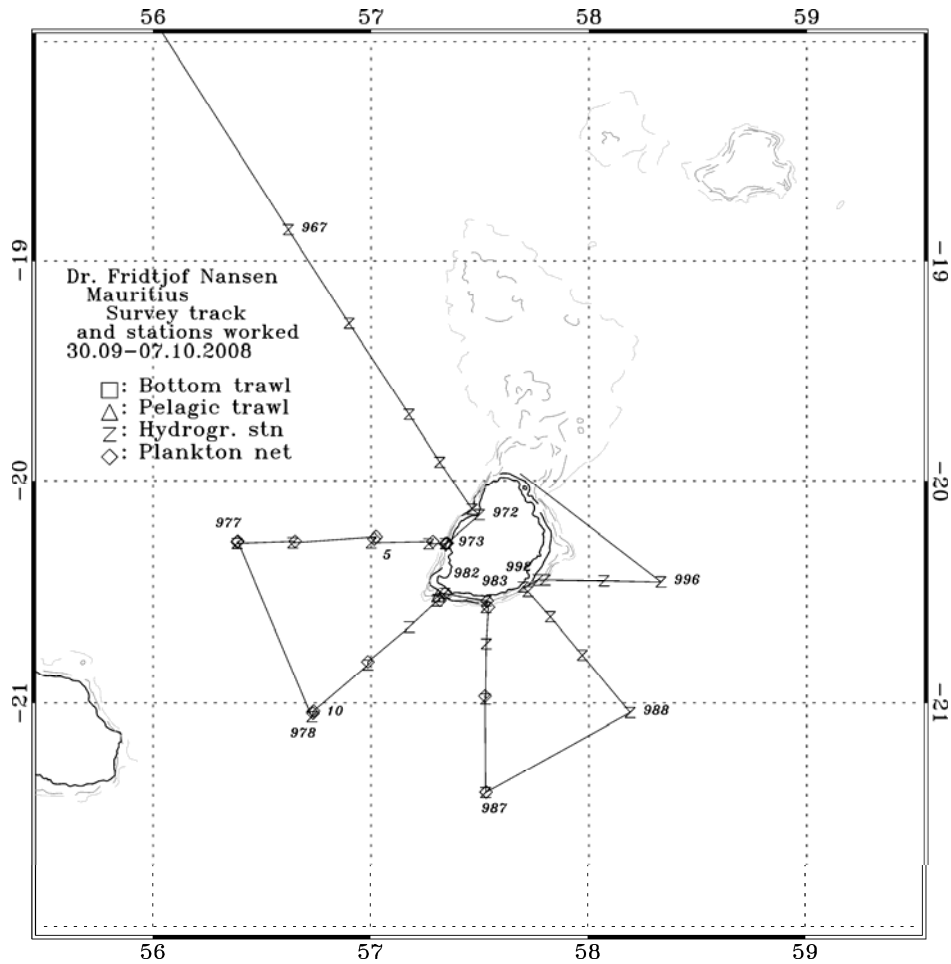 56 57 58 59
967
-19 -19
Dr. Fridtjof Nansen
Mauritius
Survey track
and stations worked
30.09-07.10.2008
□: Bottom trawl
△: Pelagic trawl
Z: Hydrogr. stn
◇: Plankton net
-20 -20
972
977
973
5
982
998
983
996
-21 -21
10
978
988
987
56 57 58 59